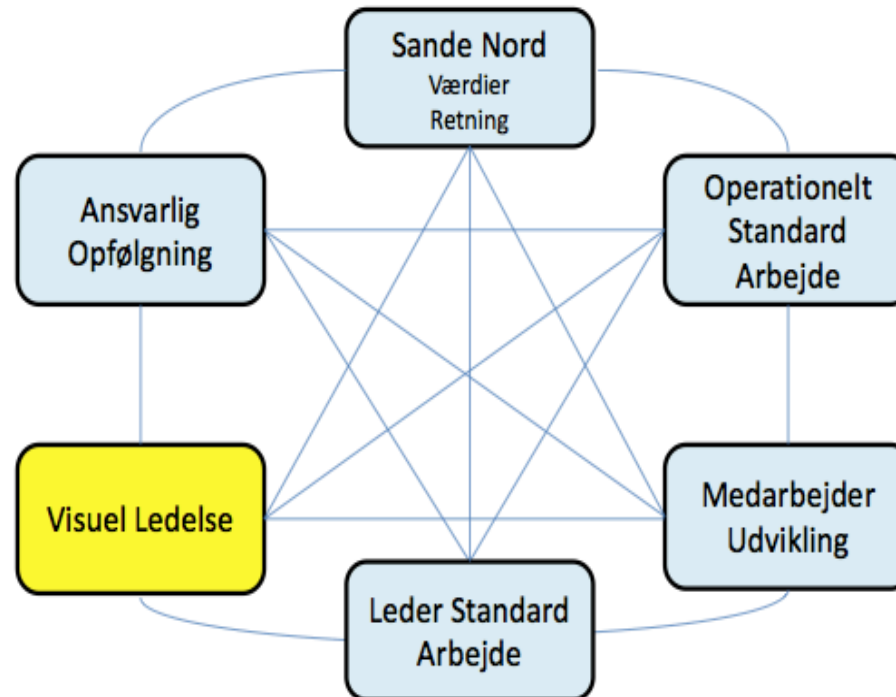 Sande Nord
Værdier
Retning
Ansvarlig
Opfølgning
Operationelt
Standard
Arbejde
Visuel Ledelse
Medarbejder
Udvikling
Leder Standard
Arbejde